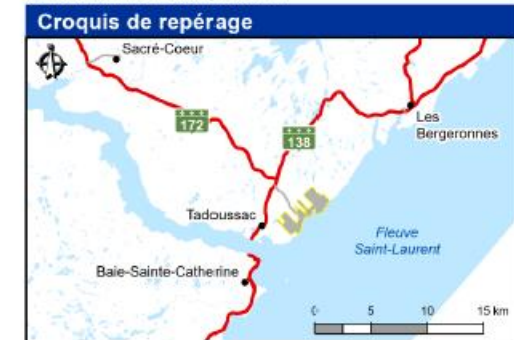 Croquis de repérage
Sacré-Coeur
172
138
Les
Bergeronnes
Tadoussac
Fleuve
Saint-Laurent
Baie-Sainte-Catherine
0 5 10 15 km